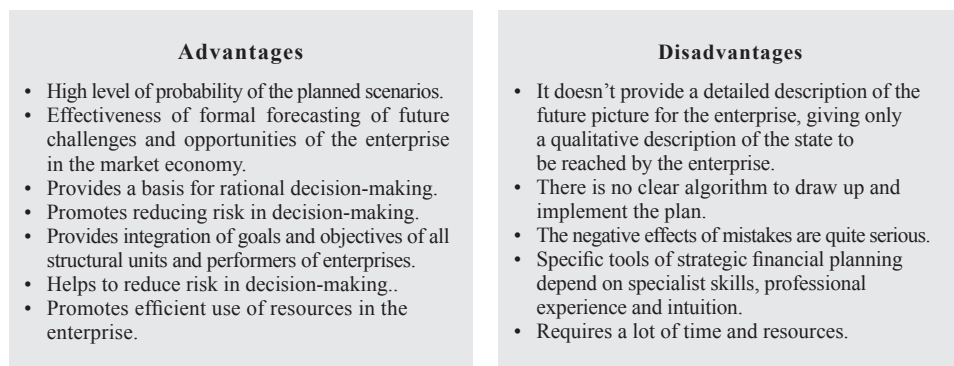 Advantages
• High level of probability of the planned scenarios.
• Effectiveness of formal forecasting of future
challenges and opportunities of the enterprise
in the market economy.
• Provides a basis for rational decision-making.
• Promotes reducing risk in decision-making.
• Provides integration of goals and objectives of all
structural units and performers of enterprises.
• Helps to reduce risk in decision-making..
• Promotes efficient use of resources in the
enterprise.
Disadvantages
• It doesn’t provide a detailed description of the
future picture for the enterprise, giving only
a qualitative description of the state to
be reached by the enterprise.
• There is no clear algorithm to draw up and
implement the plan.
• The negative effects of mistakes are quite serious.
• Specific tools of strategic financial planning
depend on specialist skills, professional
experience and intuition.
• Requires a lot of time and resources.